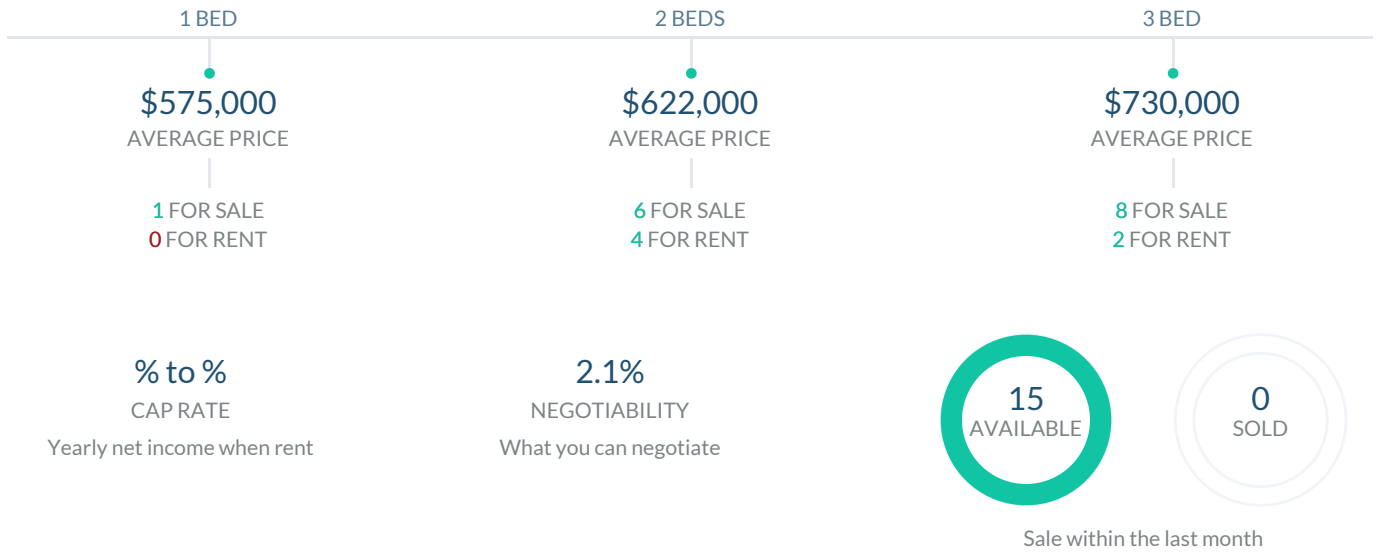 1 BED
2 BEDS
3 BED
$575,000
AVERAGE PRICE
1 FOR SALE
0 FOR RENT
$622,000
AVERAGE PRICE
6 FOR SALE
4 FOR RENT
$730,000
AVERAGE PRICE
8 FOR SALE
2 FOR RENT
% to %
CAP RATE
Yearly net income when rent
2.1%
NEGOTIABILITY
What you can negotiate
15
AVAILABLE
0
SOLD
Sale within the last month